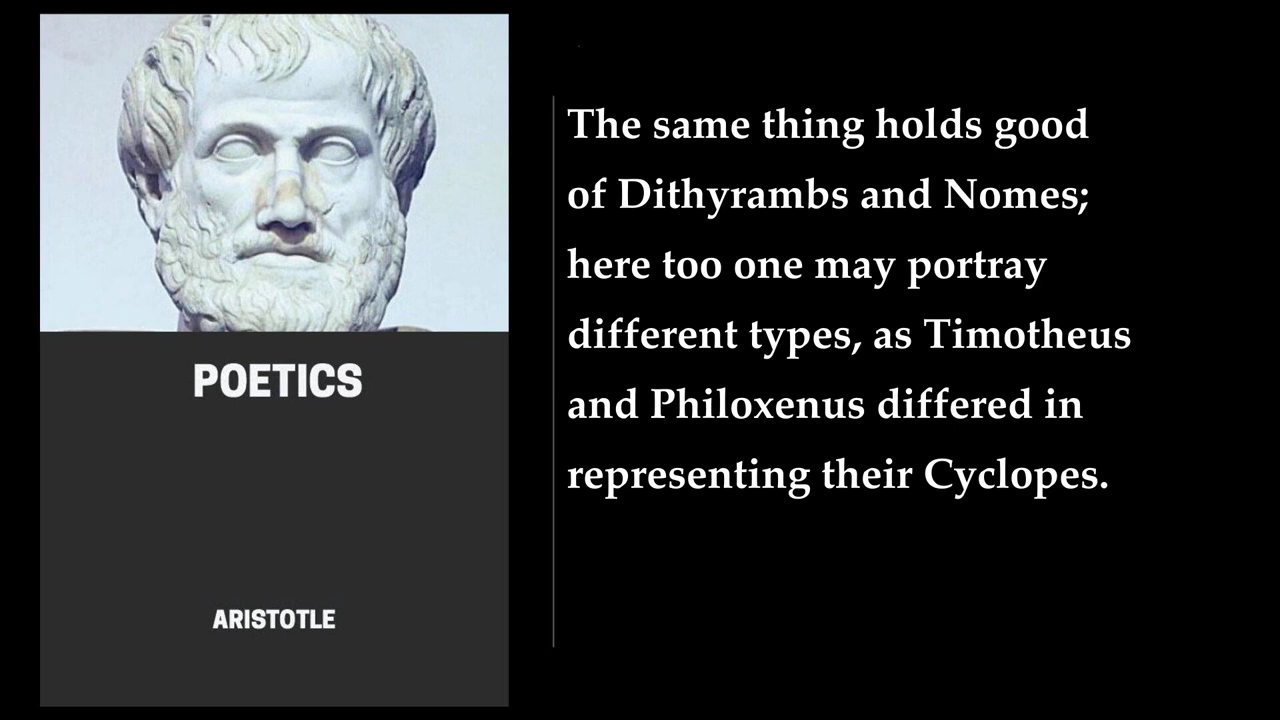 POETICS
ARISTOTLE
The same thing holds good
of Dithyrambs and Nomes;
here too one may portray
different types, as Timotheus
and Philoxenus differed in
representing their Cyclopes.